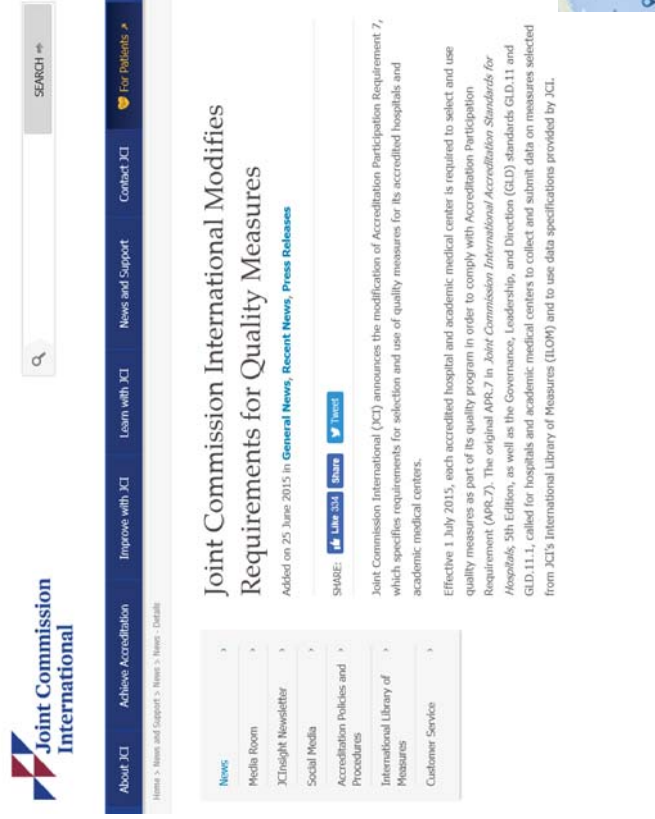 Joint Commission
International
SEARCH
About JCI Achieve Accreditation Improve with JCI Learn with JCI News and Support Contact JCI For Patients
Home > News and Support > News > News - Details
News >
Media Room >
JCInsight Newsletter >
Social Media >
Accreditation Policies and >
Procedures
International Library of >
Measures
Customer Service >
Joint Commission International Modifies
Requirements for Quality Measures
Added on 25 June 2015 in General News, Recent News, Press Releases
SHARE: Like 334 Share Tweet
Joint Commission International (JCI) announces the modification of Accreditation Participation Requirement 7,
which specifies requirements for selection and use of quality measures for its accredited hospitals and
academic medical centers.
Effective 1 July 2015, each accredited hospital and academic medical center is required to select and use
quality measures as part of its quality program in order to comply with Accreditation Participation
Requirement (APR.7). The original APR.7 in Joint Commission International Accreditation Standards for
Hospitals, 5th Edition, as well as the Governance, Leadership, and Direction (GLD) standards GLD.11 and
GLD.11.1, called for hospitals and academic medical centers to collect and submit data on measures selected
from JCI's International Library of Measures (ILOM) and to use data specifications provided by JCI.